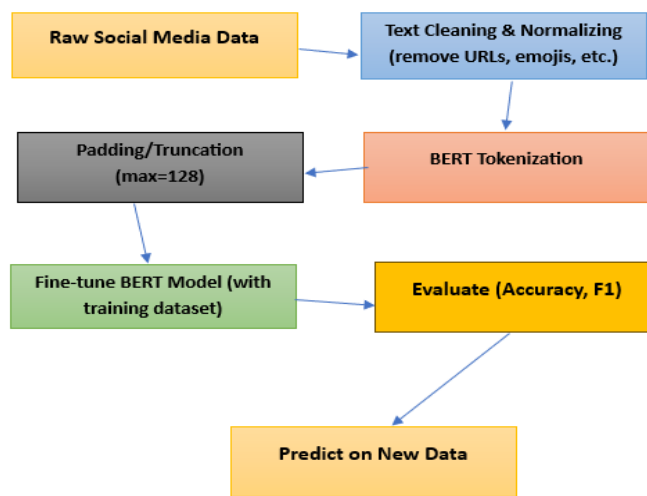 Raw Social Media Data
Text Cleaning & Normalizing
(remove URLs, emojis, etc.)
BERT Tokenization
Padding/Truncation
(max=128)
Fine-tune BERT Model (with
training dataset)
Evaluate (Accuracy, F1)
Predict on New Data